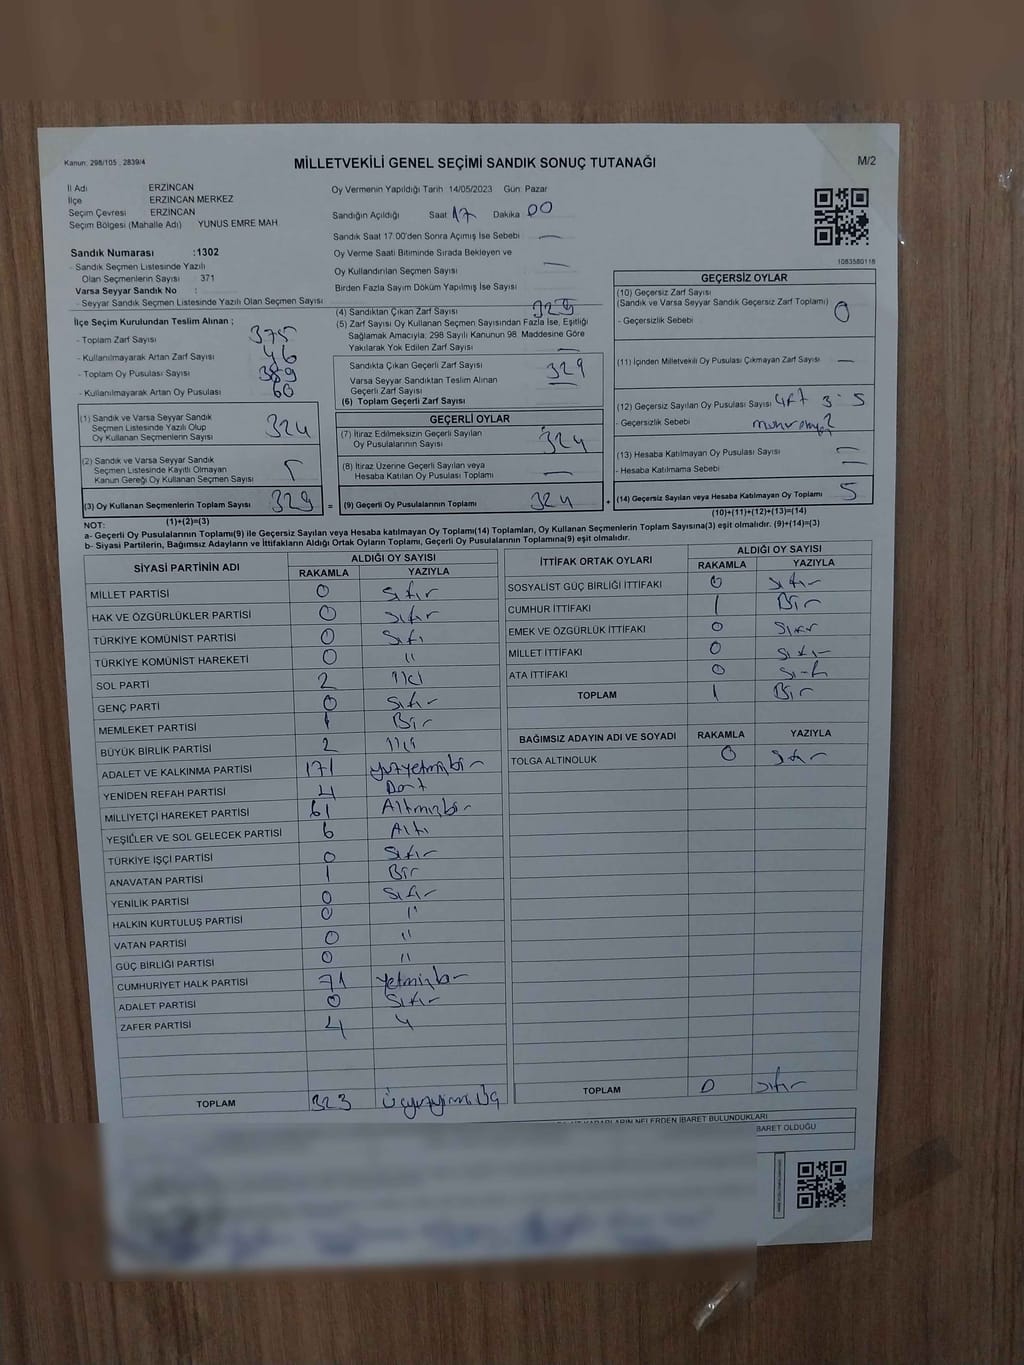 Kanun: 298/105 , 2839/4
MİLLETVEKİLİ GENEL SEÇİMİ SANDIK SONUÇ TUTANAĞI
M/2
İl Adı ERZİNCAN
İlçe ERZİNCAN MERKEZ
Seçim Çevresi ERZİNCAN
Seçim Bölgesi (Mahalle Adı) YUNUS EMRE MAH
Oy Vermenin Yapıldığı Tarih 14/05/2023 Gün: Pazar
Sandığın Açıldığı Saat 17 Dakika 00
Sandık Saat 17:00'den Sonra Açımış İse Sebebi —
Oy Verme Saati Bitiminde Sırada Bekleyen ve
Oy Kullandırılan Seçmen Sayısı —
Birden Fazla Sayım Döküm Yapılmış İse Sayısı
1083580118
Sandık Numarası :1302
- Sandık Seçmen Listesinde Yazılı
Olan Seçmenlerin Sayısı 371
Varsa Seyyar Sandık No :
- Seyyar Sandık Seçmen Listesinde Yazılı Olan Seçmen Sayısı
İlçe Seçim Kurulundan Teslim Alınan ;
- Toplam Zarf Sayısı 375
- Kullanılmayarak Artan Zarf Sayısı 46
- Toplam Oy Pusulası Sayısı 389
- Kullanılmayarak Artan Oy Pusulası 60
(1) Sandık ve Varsa Seyyar Sandık
Seçmen Listesinde Yazılı Olup
Oy Kullanan Seçmenlerin Sayısı 324
(2) Sandık ve Varsa Seyyar Sandık
Seçmen Listesinde Kayıtlı Olmayan
Kanun Gereği Oy Kullanan Seçmen Sayısı 5
(3) Oy Kullanan Seçmenlerin Toplam Sayısı 329
(1)+(2)=(3)
(4) Sandıktan Çıkan Zarf Sayısı 329
(5) Zarf Sayısı Oy Kullanan Seçmen Sayısından Fazla İse, Eşitliği
Sağlamak Amacıyla, 298 Sayılı Kanunun 98. Maddesine Göre
Yakılarak Yok Edilen Zarf Sayısı —
Sandıkta Çıkan Geçerli Zarf Sayısı 329
Varsa Seyyar Sandıktan Teslim Alınan
Geçerli Zarf Sayısı —
(6) Toplam Geçerli Zarf Sayısı
GEÇERLİ OYLAR
(7) İtiraz Edilmeksizin Geçerli Sayılan
Oy Pusulalarının Sayısı 324
(8) İtiraz Üzerine Geçerli Sayılan veya
Hesaba Katılan Oy Pusulası Toplamı —
= (9) Geçerli Oy Pusulalarının Toplamı 324 +
GEÇERSİZ OYLAR
(10) Geçersiz Zarf Sayısı
(Sandık ve Varsa Seyyar Sandık Geçersiz Zarf Toplamı) 0
- Geçersizlik Sebebi
(11) İçinden Milletvekili Oy Pusulası Çıkmayan Zarf Sayısı —
(12) Geçersiz Sayılan Oy Pusulası Sayısı 5
- Geçersizlik Sebebi
(13) Hesaba Katılmayan Oy Pusulası Sayısı —
- Hesaba Katılmama Sebebi —
(14) Geçersiz Sayılan veya Hesaba Katılmayan Oy Toplamı 5
(10)+(11)+(12)+(13)=(14)
NOT:
a- Geçerli Oy Pusulalarının Toplamı(9) ile Geçersiz Sayılan veya Hesaba katılmayan Oy Toplamı(14) Toplamları, Oy Kullanan Seçmenlerin Toplam Sayısına(3) eşit olmalıdır. (9)+(14)=(3)
b- Siyasi Partilerin, Bağımsız Adayların ve İttifakların Aldığı Ortak Oyların Toplamı, Geçerli Oy Pusulalarının Toplamına(9) eşit olmalıdır.
SİYASİ PARTİNİN ADI ALDIĞI OY SAYISI
RAKAMLA YAZIYLA
MİLLET PARTİSİ 0 Sıfır
HAK VE ÖZGÜRLÜKLER PARTİSİ 0 Sıfır
TÜRKİYE KOMÜNİST PARTİSİ 0 Sıfı
TÜRKİYE KOMÜNİST HAREKETİ 0 "
SOL PARTİ 2 İki
GENÇ PARTİ 0 Sıfır
MEMLEKET PARTİSİ 1 Bir
BÜYÜK BİRLİK PARTİSİ 2 İki
ADALET VE KALKINMA PARTİSİ 171 yüzyetmişbir
YENİDEN REFAH PARTİSİ 4 Dört
MİLLİYETÇİ HAREKET PARTİSİ 61 Altmışbir
YEŞİLLER VE SOL GELECEK PARTİSİ 6 Altı
TÜRKİYE İŞÇİ PARTİSİ 0 Sıfır
ANAVATAN PARTİSİ 1 Bir
YENİLİK PARTİSİ 0 Sıfır
HALKIN KURTULUŞ PARTİSİ 0 "
VATAN PARTİSİ 0 "
GÜÇ BİRLİĞİ PARTİSİ 0 "
CUMHURİYET HALK PARTİSİ 71 Yetmişbir
ADALET PARTİSİ 0 Sıfır
ZAFER PARTİSİ 4 4
TOPLAM 323 Üçyüzyirmi Üç
İTTİFAK ORTAK OYLARI ALDIĞI OY SAYISI
RAKAMLA YAZIYLA
SOSYALİST GÜÇ BİRLİĞİ İTTİFAKI 0 Sıfır
CUMHUR İTTİFAKI 1 Bir
EMEK VE ÖZGÜRLÜK İTTİFAKI 0 Sıfır
MİLLET İTTİFAKI 0 Sıfır
ATA İTTİFAKI 0 Sıfır
TOPLAM 1 Bir
BAĞIMSIZ ADAYIN ADI VE SOYADI RAKAMLA YAZIYLA
TOLGA ALTINOLUK 0 Sıfır
TOPLAM 0 Sıfır
NELERDEN İBARET BULUNDUKLARI
İBARET OLDUĞU